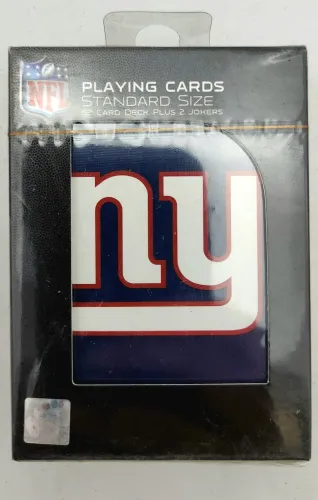 NFL
PLAYING CARDS
STANDARD SIZE
52 CARD DECK PLUS 2 JOKERS
ny